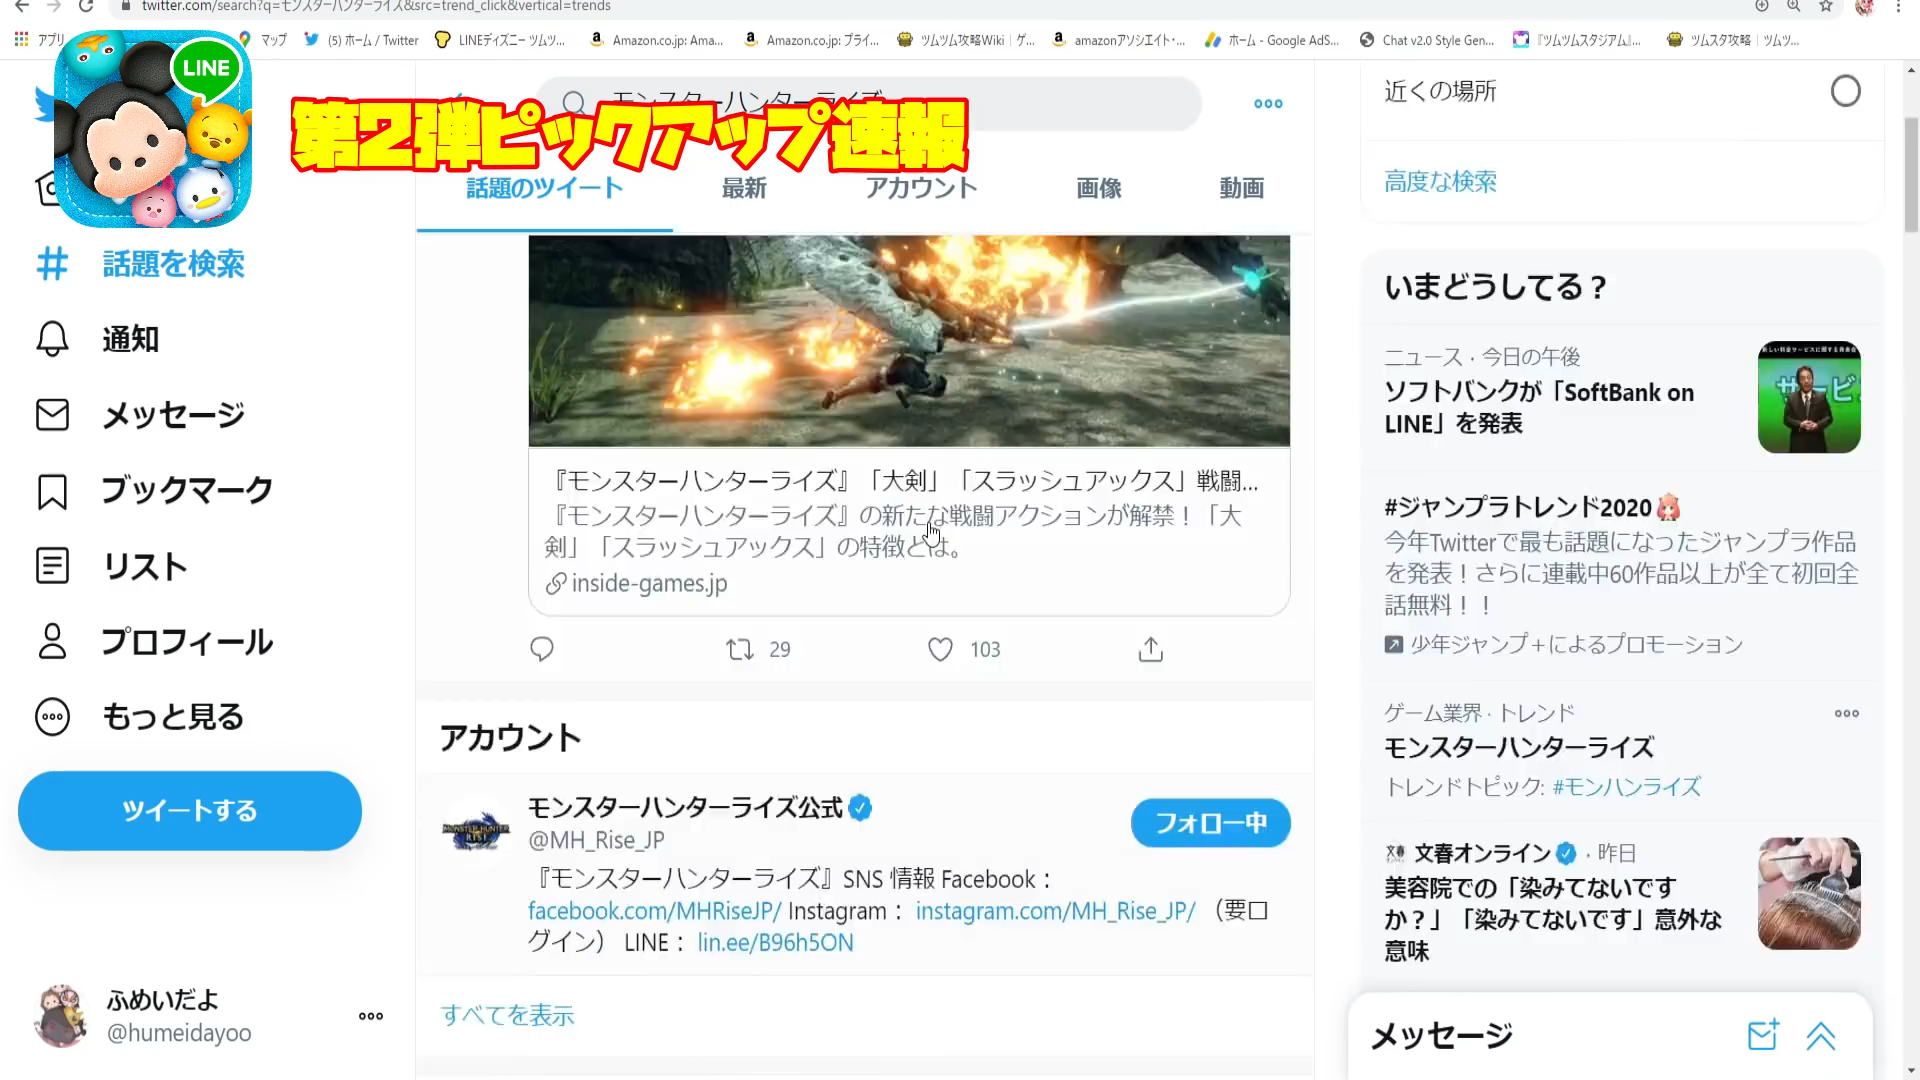 twitter.com/search?q=モンスターハンターライズ&src=trend_click&vertical=trends
アプリ
マップ
(5) ホーム / Twitter
LINEディズニー ツムツ...
Amazon.co.jp: Ama...
Amazon.co.jp: プライ...
ツムツム攻略Wiki｜ゲ...
amazonアソシエイト・...
ホーム - Google AdS...
Chat v2.0 Style Gen...
『ツムツムスタジアム』...
ツムスタ攻略｜ツムツ...
LINE
第2弾ピックアップ速報
モンスターハンターライズ
話題のツイート
最新
アカウント
画像
動画
話題を検索
通知
メッセージ
ブックマーク
リスト
プロフィール
もっと見る
ツイートする
ふめいだよ
@humeidayoo
『モンスターハンターライズ』「大剣」「スラッシュアックス」戦闘...
『モンスターハンターライズ』の新たな戦闘アクションが解禁！「大
剣」「スラッシュアックス」の特徴とは。
inside-games.jp
29
103
アカウント
モンスターハンターライズ公式
@MH_Rise_JP
フォロー中
『モンスターハンターライズ』SNS 情報 Facebook：
facebook.com/MHRiseJP/ Instagram： instagram.com/MH_Rise_JP/ （要ロ
グイン） LINE： lin.ee/B96h5ON
MONSTER HUNTER
RISE
すべてを表示
近くの場所
高度な検索
いまどうしてる？
ニュース · 今日の午後
ソフトバンクが「SoftBank on
LINE」を発表
#ジャンプラトレンド2020
今年Twitterで最も話題になったジャンプラ作品
を発表！さらに連載中60作品以上が全て初回全
話無料！！
少年ジャンプ＋によるプロモーション
ゲーム業界 · トレンド
モンスターハンターライズ
トレンドトピック: #モンハンライズ
文春オンライン · 昨日
美容院での「染みてないです
か？」「染みてないです」意外な
意味
メッセージ